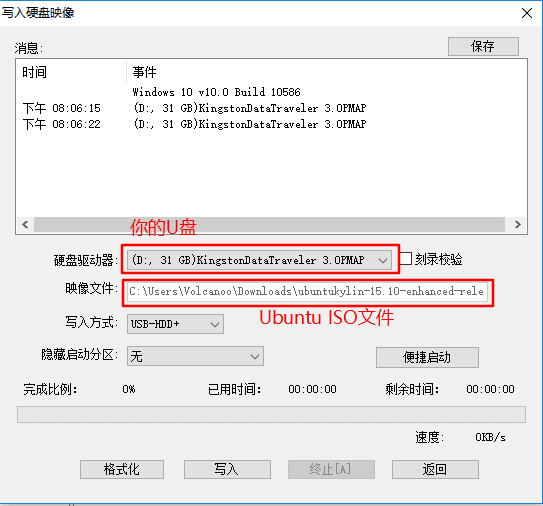 写入硬盘映像
消息:
保存
时间 事件
Windows 10 v10.0 Build 10586
下午 08:06:15 (D:, 31 GB)KingstonDataTraveler 3.0PMAP
下午 08:06:22 (D:, 31 GB)KingstonDataTraveler 3.0PMAP
你的U盘
硬盘驱动器: (D:, 31 GB)KingstonDataTraveler 3.0PMAP 刻录校验
映像文件: C:\Users\Volcanoo\Downloads\ubuntukylin-15.10-enhanced-rele
Ubuntu ISO文件
写入方式: USB-HDD+
隐藏启动分区: 无 便捷启动
完成比例: 0% 已用时间: 00:00:00 剩余时间: 00:00:00
速度: 0KB/s
格式化 写入 终止[A] 返回